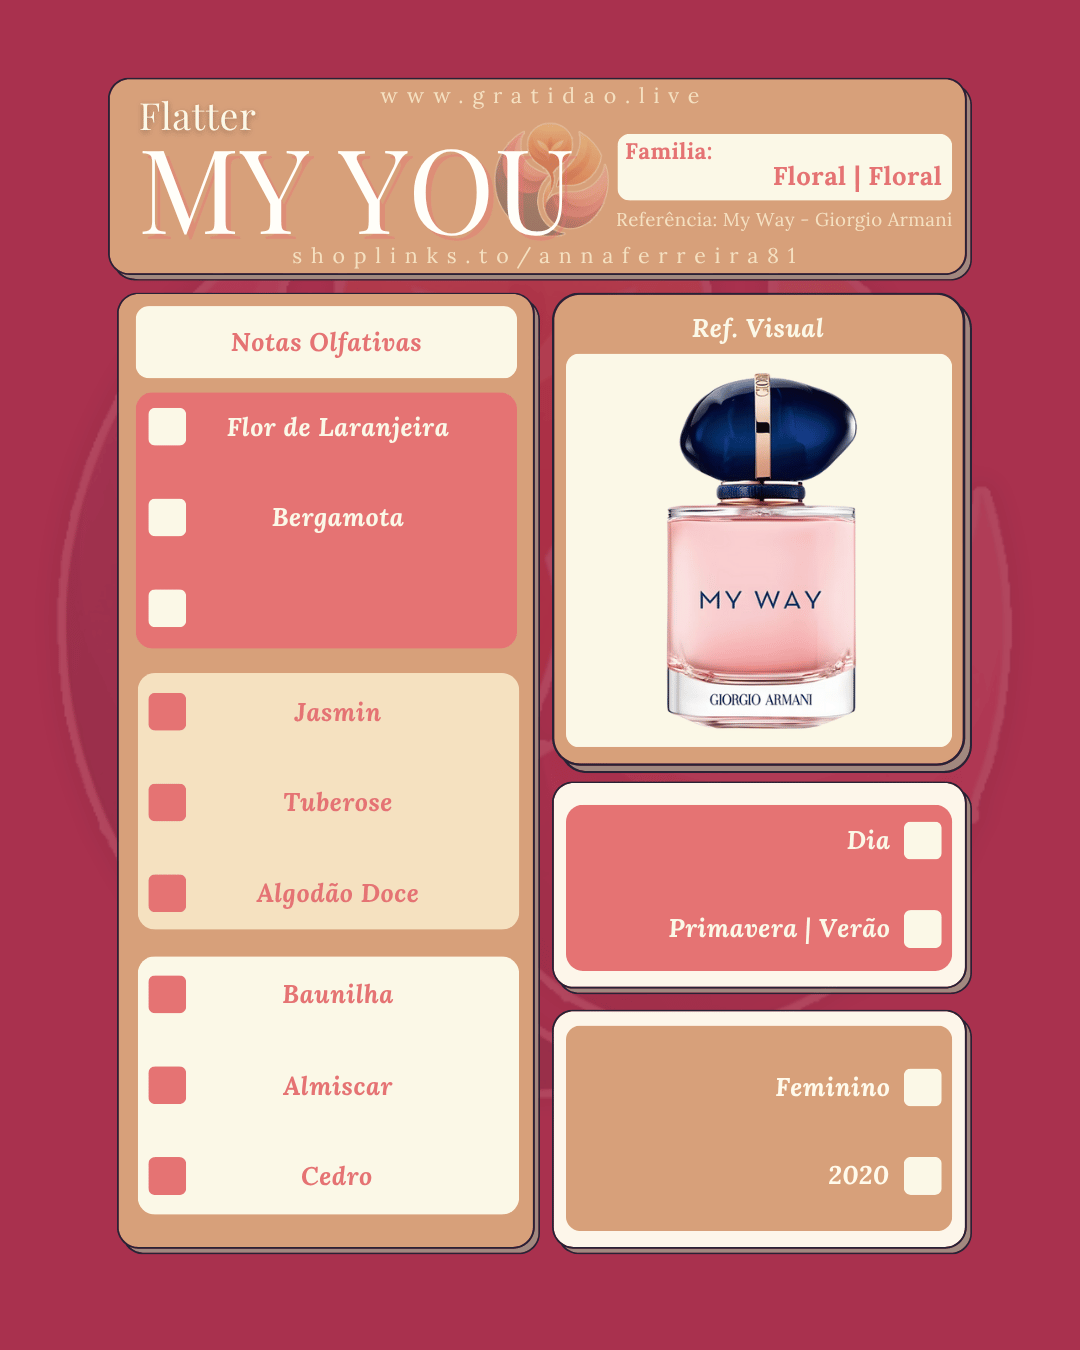 www.gratidao.live
Flatter
MY YOU
Familia:
Floral | Floral
Referência: My Way - Giorgio Armani
shoplinks.to/annaferreira81
Notas Olfativas
Flor de Laranjeira
Bergamota
Jasmin
Tuberose
Algodão Doce
Baunilha
Almiscar
Cedro
Ref. Visual
MY WAY
GIORGIO ARMANI
Dia
Primavera | Verão
Feminino
2020